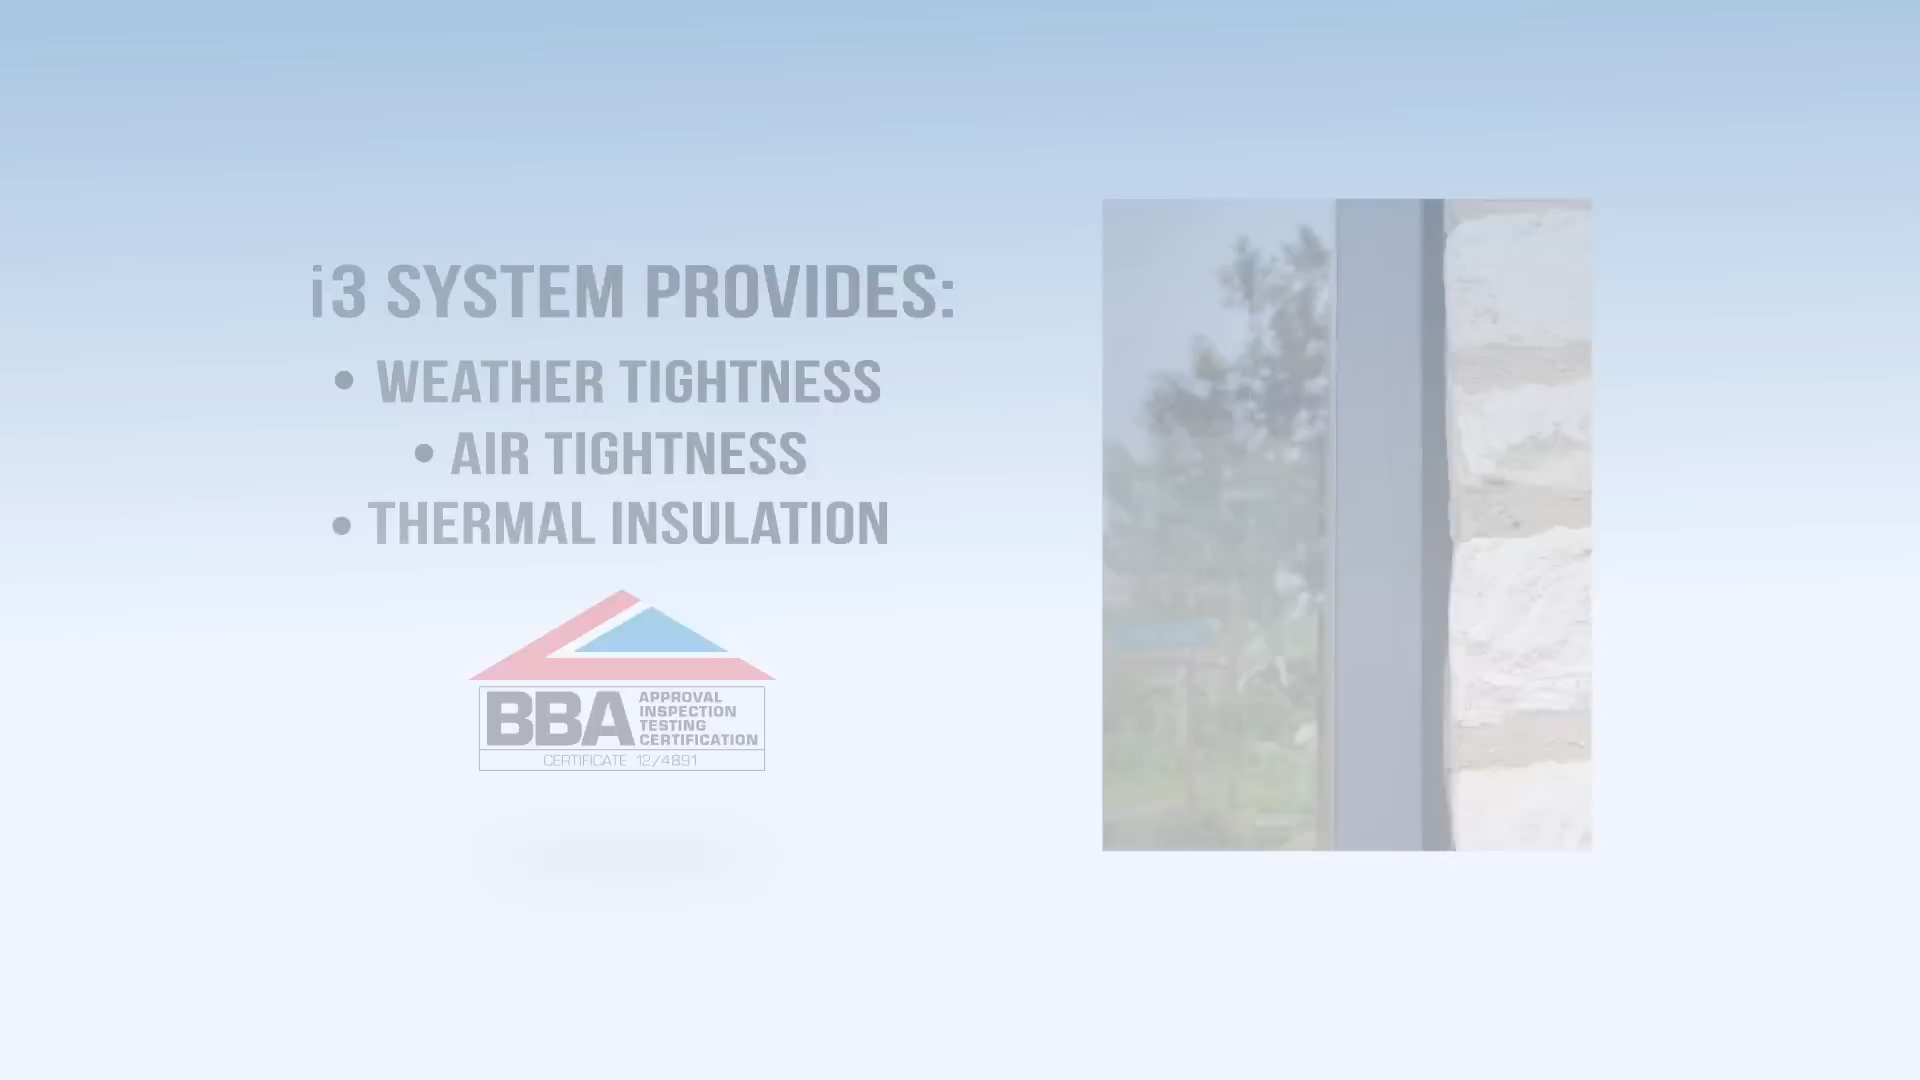 i3 SYSTEM PROVIDES:
• WEATHER TIGHTNESS
• AIR TIGHTNESS
• THERMAL INSULATION
BBA
APPROVAL
INSPECTION
TESTING
CERTIFICATION
CERTIFICATE 12/4891